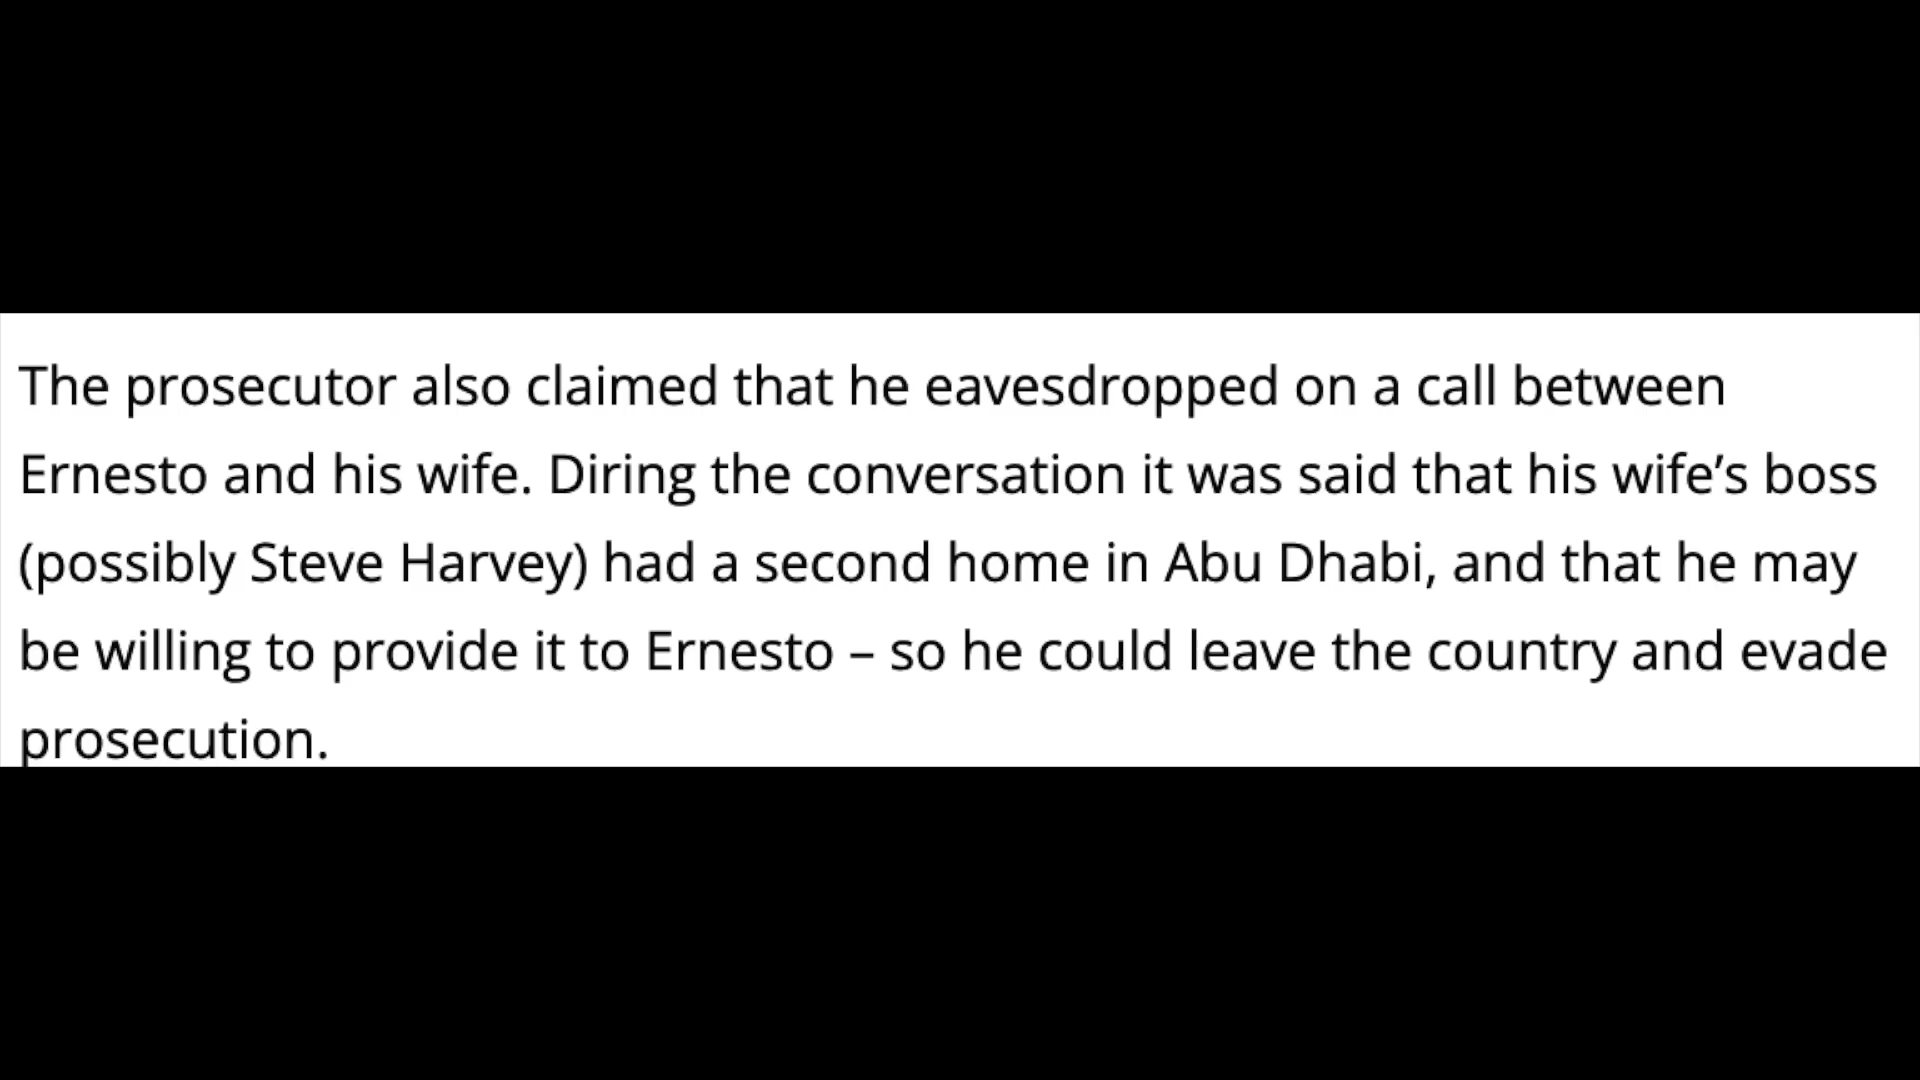 The prosecutor also claimed that he eavesdropped on a call between
Ernesto and his wife. Diring the conversation it was said that his wife’s boss
(possibly Steve Harvey) had a second home in Abu Dhabi, and that he may
be willing to provide it to Ernesto – so he could leave the country and evade
prosecution.